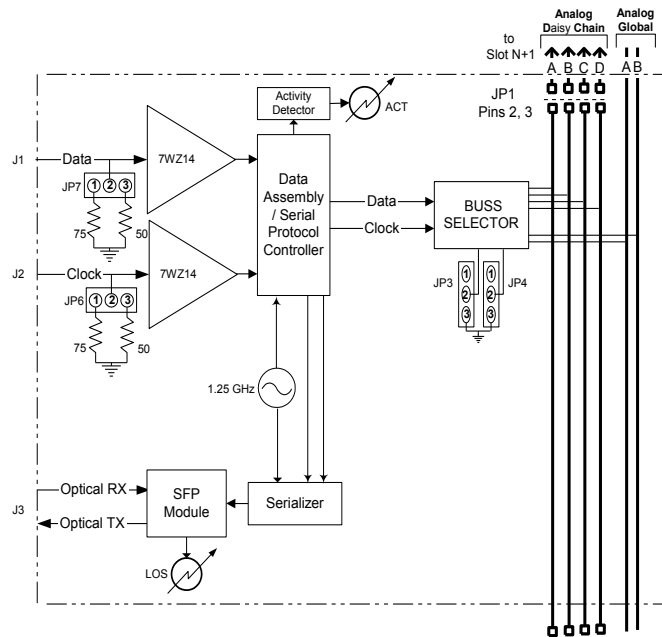 Analog
Daisy Chain
Analog
Global
to
Slot N+1
A B C D
A B
JP1
Pins 2, 3
Activity
Detector
ACT
J1
Data
7WZ14
JP7
1 2 3
75
50
Data
Assembly
/ Serial
Protocol
Controller
Data
Clock
BUSS
SELECTOR
J2
Clock
7WZ14
JP6
1 2 3
75
50
JP3
1
2
3
JP4
1
2
3
1.25 GHz
J3
Optical RX
Optical TX
SFP
Module
Serializer
LOS